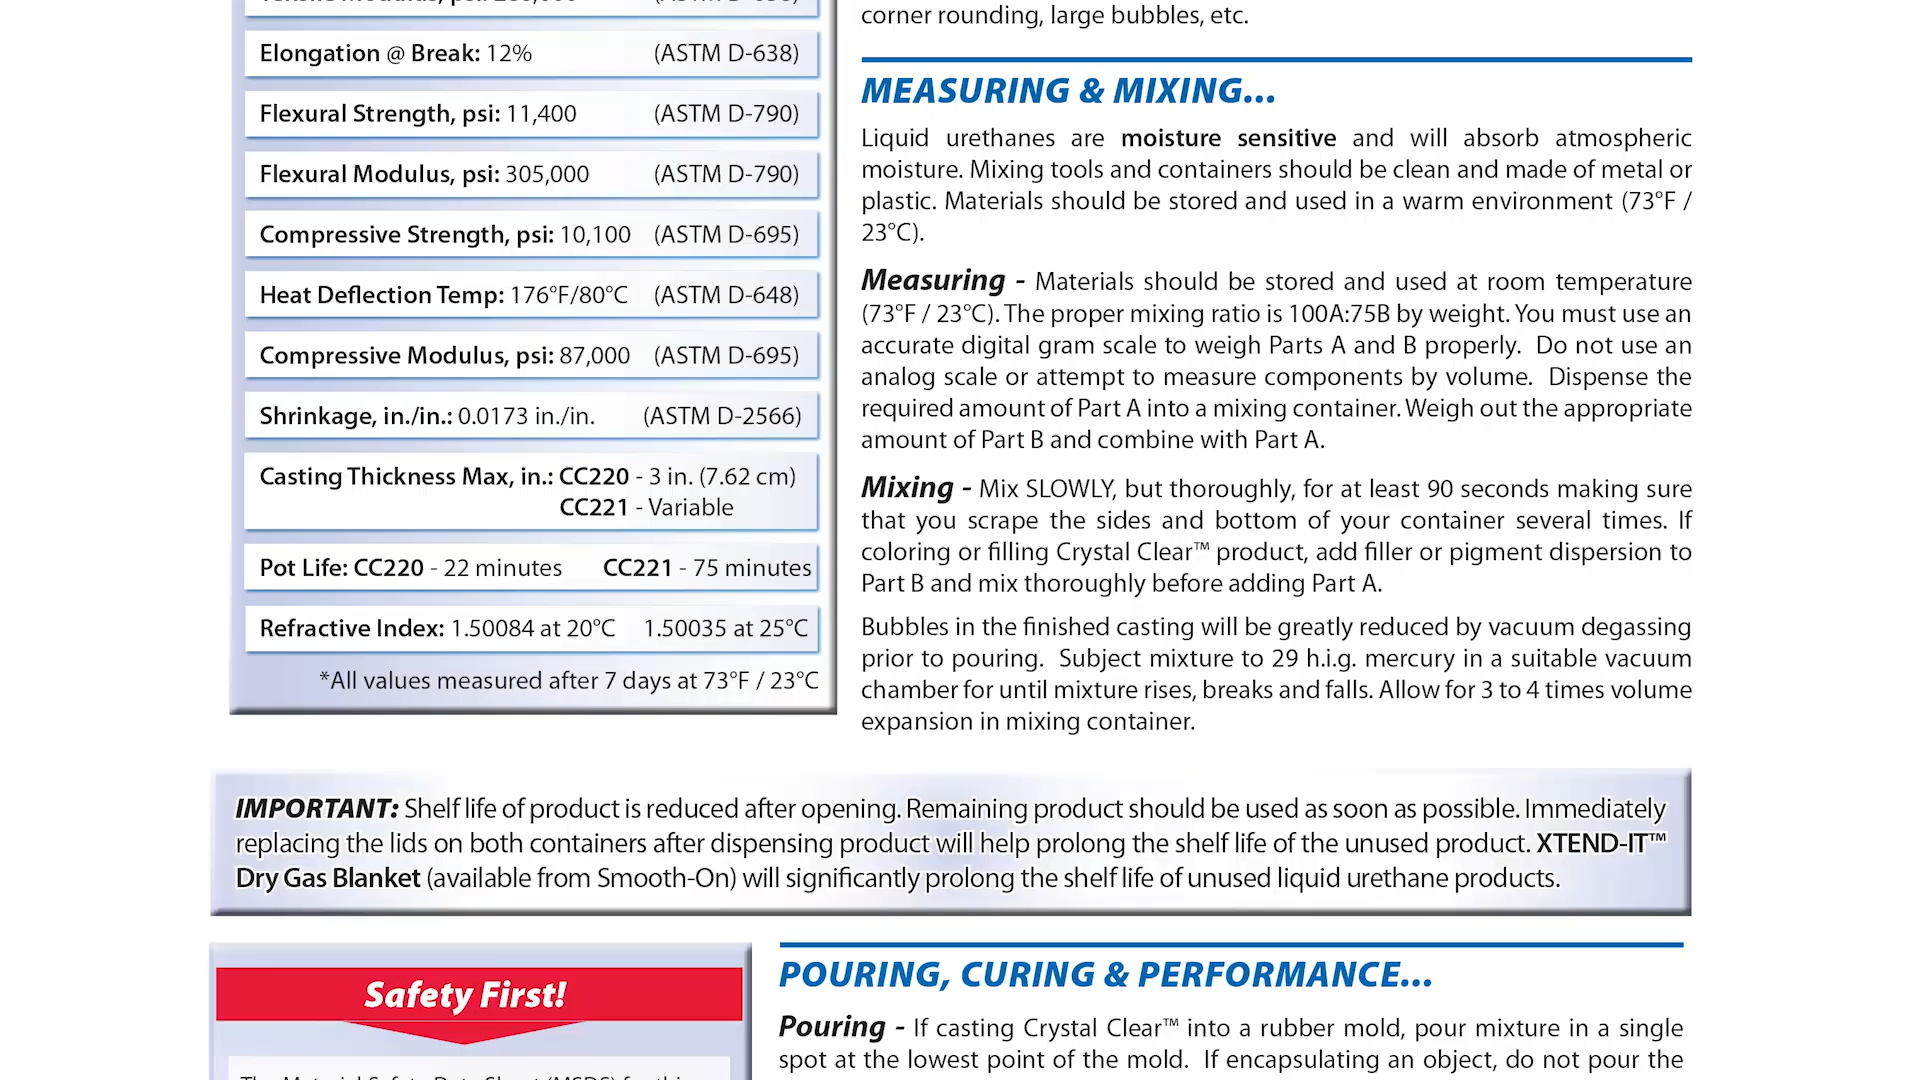 (ASTM D-638)
Elongation @ Break: 12% (ASTM D-638)
Flexural Strength, psi: 11,400 (ASTM D-790)
Flexural Modulus, psi: 305,000 (ASTM D-790)
Compressive Strength, psi: 10,100 (ASTM D-695)
Heat Deflection Temp: 176°F/80°C (ASTM D-648)
Compressive Modulus, psi: 87,000 (ASTM D-695)
Shrinkage, in./in.: 0.0173 in./in. (ASTM D-2566)
Casting Thickness Max, in.: CC220 - 3 in. (7.62 cm)
CC221 - Variable
Pot Life: CC220 - 22 minutes CC221 - 75 minutes
Refractive Index: 1.50084 at 20°C 1.50035 at 25°C
*All values measured after 7 days at 73°F / 23°C
corner rounding, large bubbles, etc.
MEASURING & MIXING...
Liquid urethanes are moisture sensitive and will absorb atmospheric
moisture. Mixing tools and containers should be clean and made of metal or
plastic. Materials should be stored and used in a warm environment (73°F /
23°C).
Measuring - Materials should be stored and used at room temperature
(73°F / 23°C). The proper mixing ratio is 100A:75B by weight. You must use an
accurate digital gram scale to weigh Parts A and B properly. Do not use an
analog scale or attempt to measure components by volume. Dispense the
required amount of Part A into a mixing container. Weigh out the appropriate
amount of Part B and combine with Part A.
Mixing - Mix SLOWLY, but thoroughly, for at least 90 seconds making sure
that you scrape the sides and bottom of your container several times. If
coloring or filling Crystal Clear™ product, add filler or pigment dispersion to
Part B and mix thoroughly before adding Part A.
Bubbles in the finished casting will be greatly reduced by vacuum degassing
prior to pouring. Subject mixture to 29 h.i.g. mercury in a suitable vacuum
chamber for until mixture rises, breaks and falls. Allow for 3 to 4 times volume
expansion in mixing container.
IMPORTANT: Shelf life of product is reduced after opening. Remaining product should be used as soon as possible. Immediately
replacing the lids on both containers after dispensing product will help prolong the shelf life of the unused product. XTEND-IT™
Dry Gas Blanket (available from Smooth-On) will significantly prolong the shelf life of unused liquid urethane products.
Safety First!
The Material Safety Data Sheet (MSDS) for this
POURING, CURING & PERFORMANCE...
Pouring - If casting Crystal Clear™ into a rubber mold, pour mixture in a single
spot at the lowest point of the mold. If encapsulating an object, do not pour the